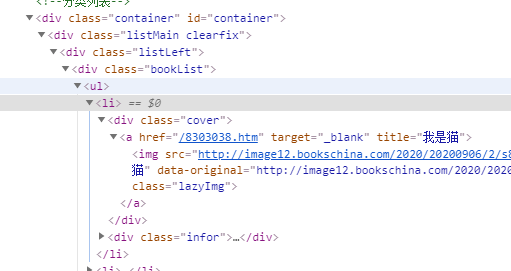 <!--分类列表-->
▼<div class="container" id="container">
▼<div class="listMain clearfix">
▼<div class="listLeft">
▼<div class="bookList">
▼<ul>
▼<li> == $0
▼<div class="cover">
▼<a href="/8303038.htm" target="_blank" title="我是猫">
<img src="http://image12.bookschina.com/2020/20200906/2/s8
猫" data-original="http://image12.bookschina.com/2020/2020
class="lazyImg">
</a>
</div>
▶<div class="infor">…</div>
</li>
▶<li>…</li>